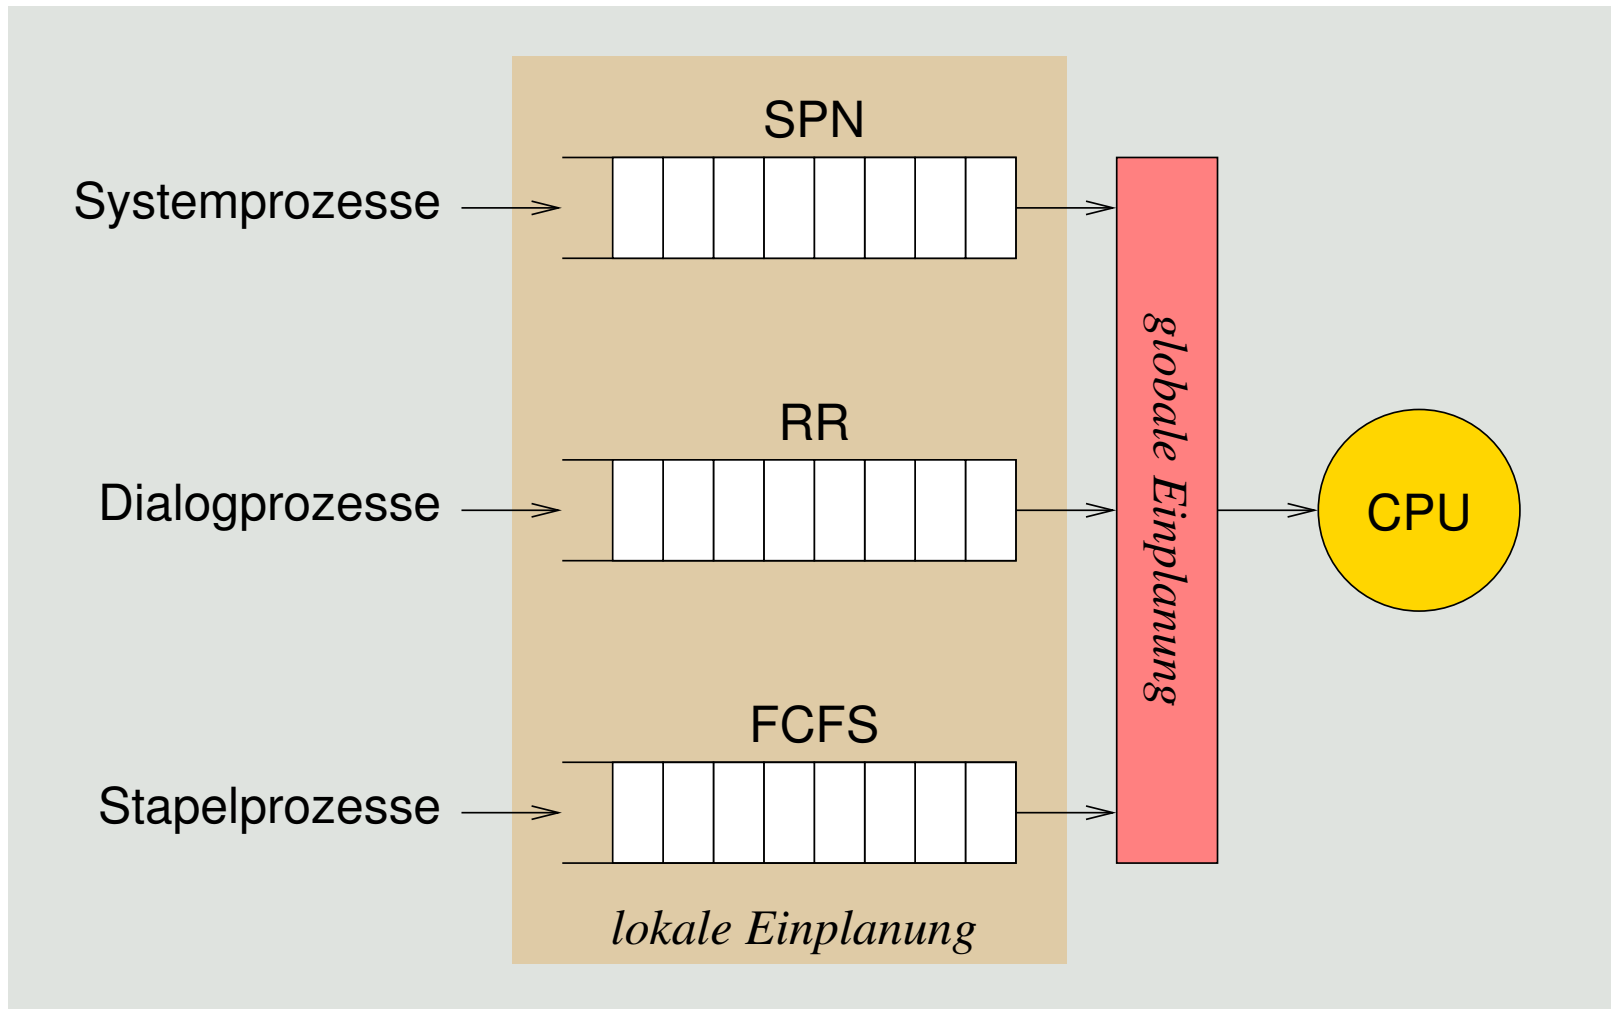 SPN
Systemprozesse
RR
Dialogprozesse
globale Einplanung
CPU
FCFS
Stapelprozesse
lokale Einplanung